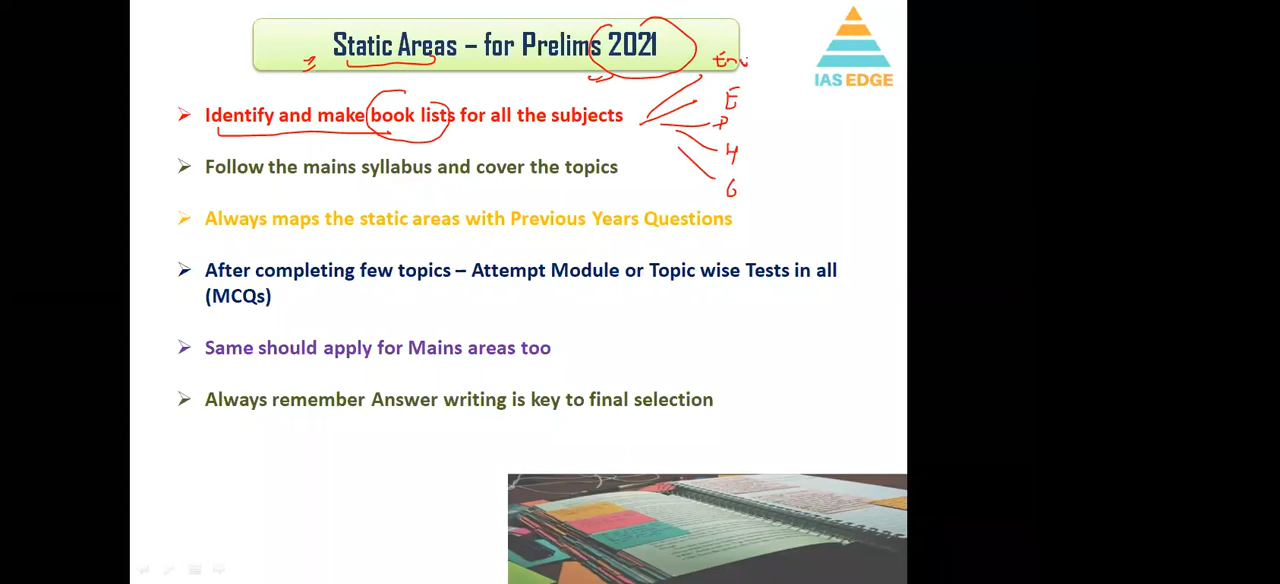 Static Areas – for Prelims 2021
IAS EDGE
Env
Identify and make book lists for all the subjects
E
P
H
G
Follow the mains syllabus and cover the topics
Always maps the static areas with Previous Years Questions
After completing few topics – Attempt Module or Topic wise Tests in all
(MCQs)
Same should apply for Mains areas too
Always remember Answer writing is key to final selection